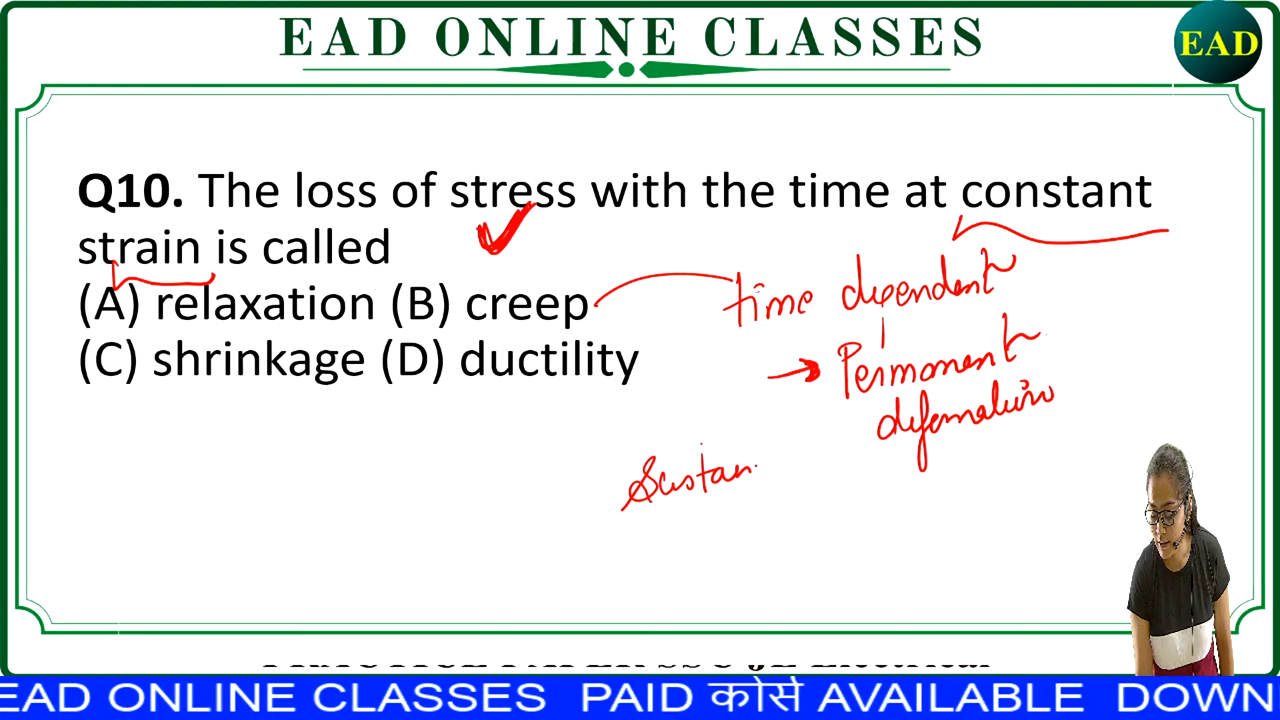 EAD ONLINE CLASSES
EAD
Q10. The loss of stress with the time at constant
strain is called
(A) relaxation (B) creep
(C) shrinkage (D) ductility
time dependent
→ Permanent
Sustan
EAD ONLINE CLASSES PAID कोर्स AVAILABLE DOWN